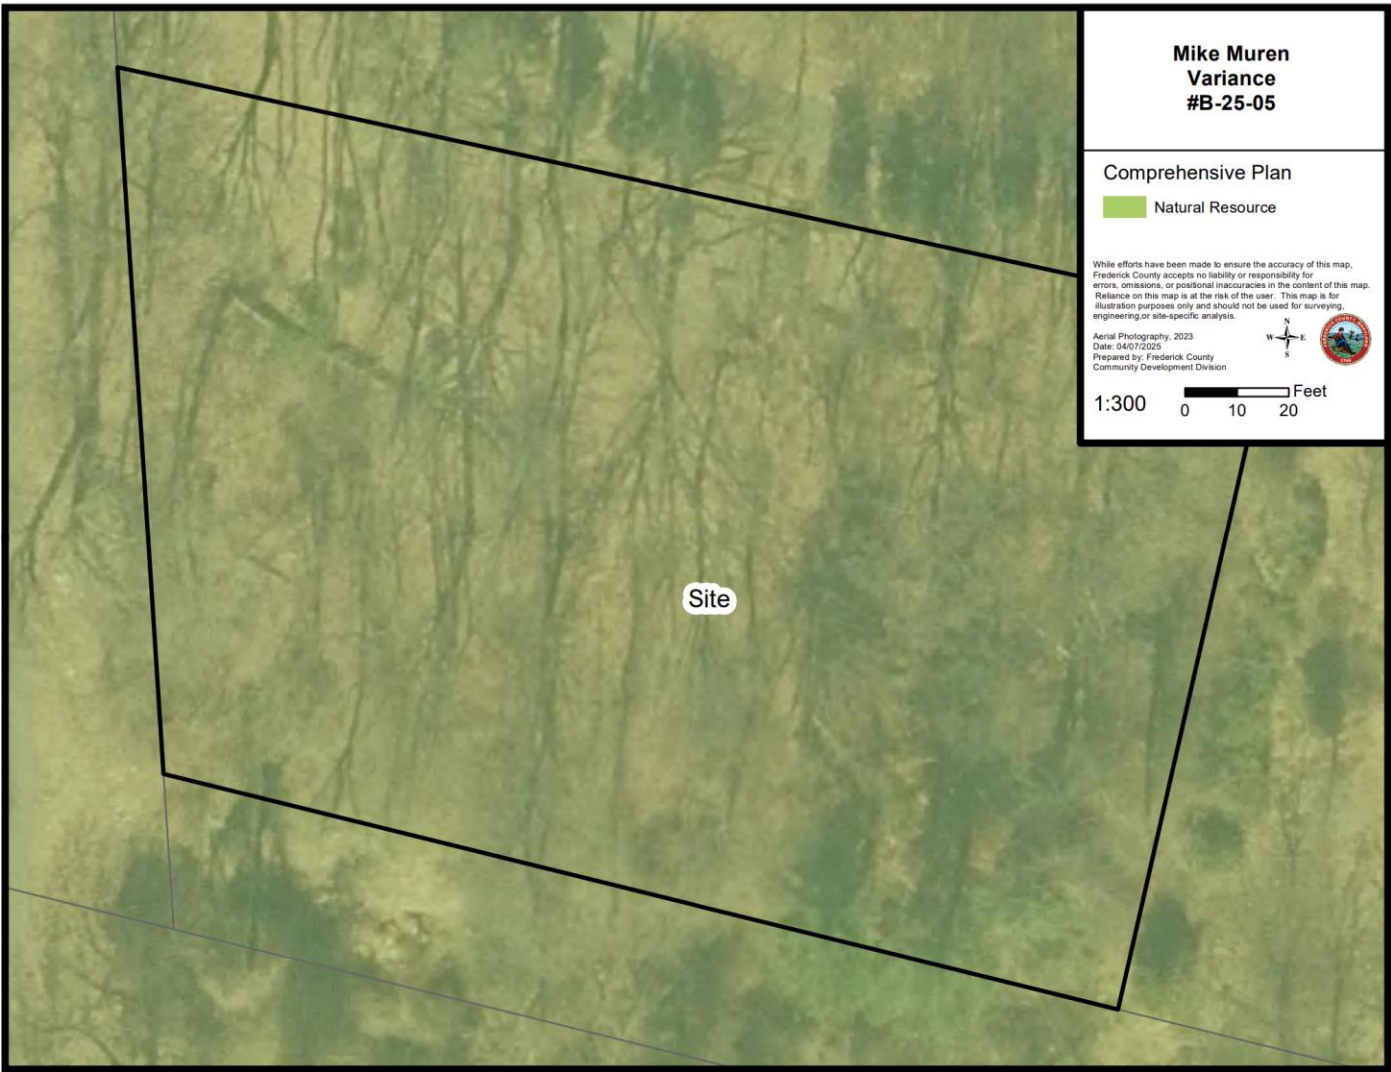 Mike Muren
Variance
#B-25-05
Comprehensive Plan
Natural Resource
While efforts have been made to ensure the accuracy of this map,
Frederick County accepts no liability or responsibility for
errors, omissions, or positional inaccuracies in the content of this map.
Reliance on this map is at the risk of the user. This map is for
illustration purposes only and should not be used for surveying,
engineering,or site-specific analysis.
Aerial Photography, 2023
Date: 04/07/2025
Prepared by: Frederick County
Community Development Division
N
W E
S
1:300
Feet
0 10 20
Site